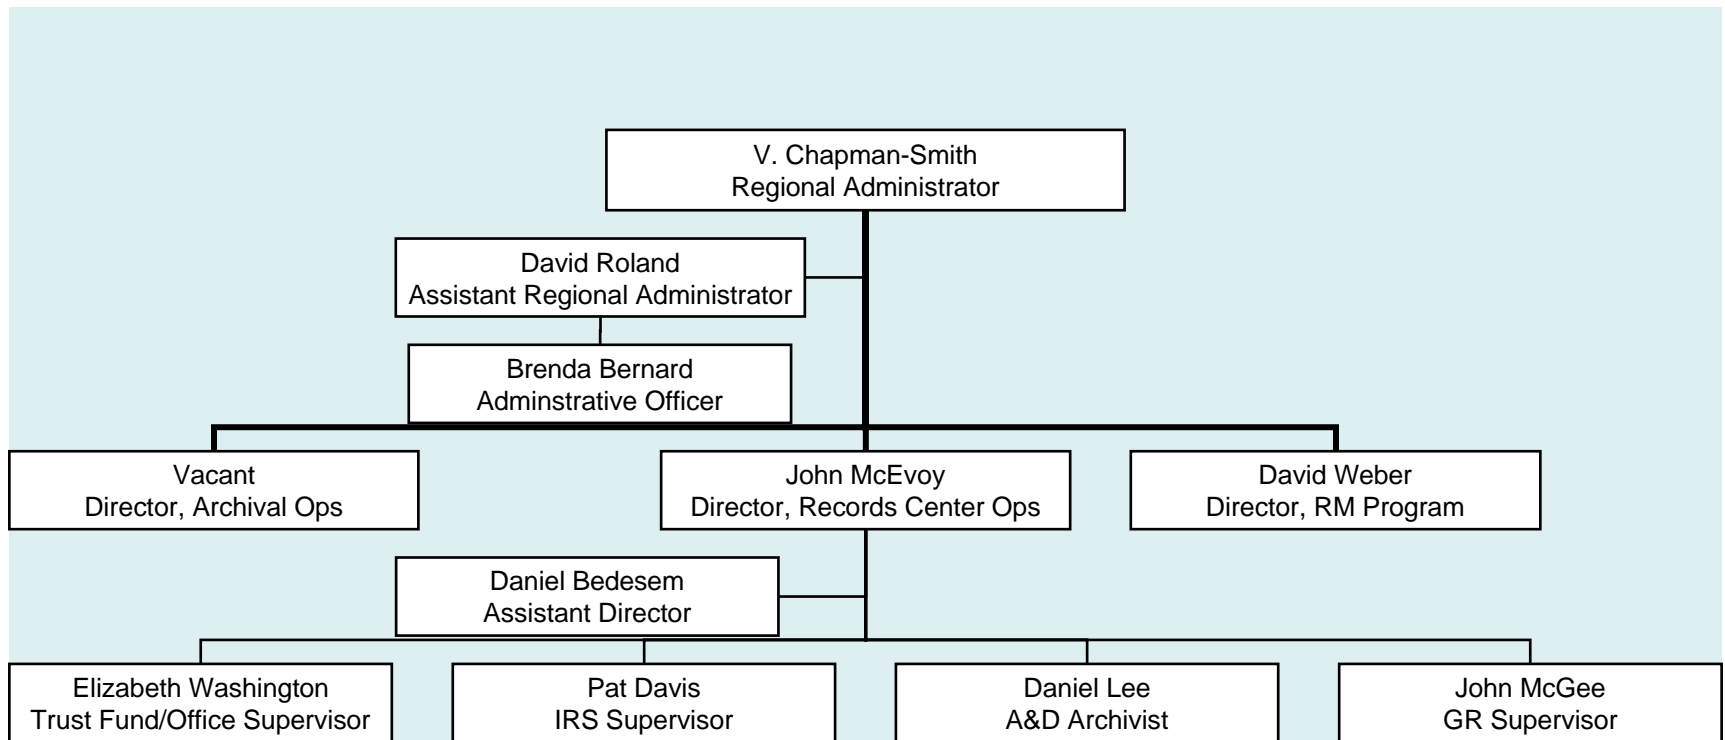 V. Chapman-Smith
Regional Administrator
David Roland
Assistant Regional Administrator
Brenda Bernard
Adminstrative Officer
Vacant
Director, Archival Ops
John McEvoy
Director, Records Center Ops
David Weber
Director, RM Program
Daniel Bedesem
Assistant Director
Elizabeth Washington
Trust Fund/Office Supervisor
Pat Davis
IRS Supervisor
Daniel Lee
A&D Archivist
John McGee
GR Supervisor